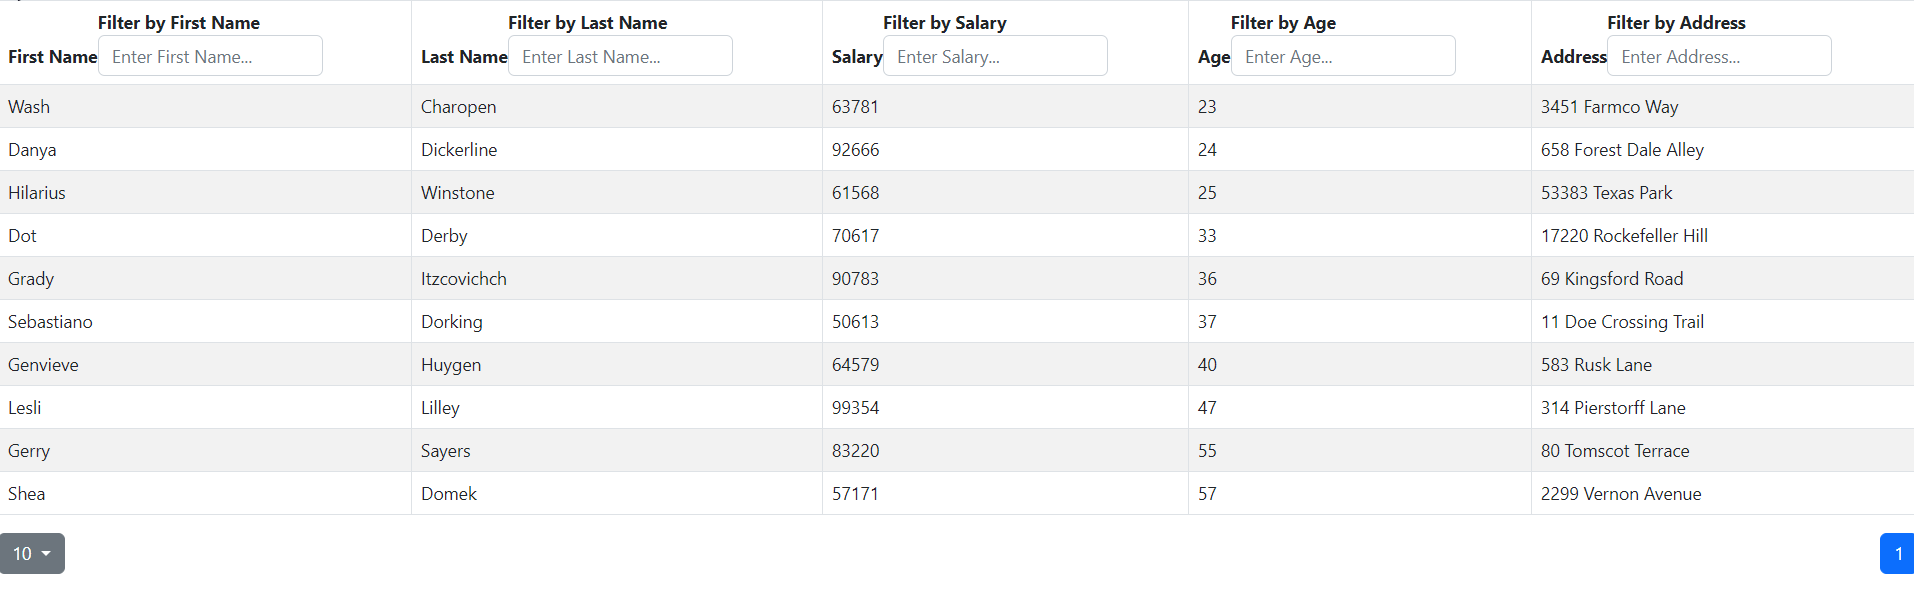 Filter by First Name Filter by Last Name Filter by Salary Filter by Age Filter by Address
First Name Enter First Name... Last Name Enter Last Name... Salary Enter Salary... Age Enter Age... Address Enter Address...
Wash Charopen 63781 23 3451 Farmco Way
Danya Dickerline 92666 24 658 Forest Dale Alley
Hilarius Winstone 61568 25 53383 Texas Park
Dot Derby 70617 33 17220 Rockefeller Hill
Grady Itzcovichch 90783 36 69 Kingsford Road
Sebastiano Dorking 50613 37 11 Doe Crossing Trail
Genvieve Huygen 64579 40 583 Rusk Lane
Lesli Lilley 99354 47 314 Pierstorff Lane
Gerry Sayers 83220 55 80 Tomscot Terrace
Shea Domek 57171 57 2299 Vernon Avenue
10 1